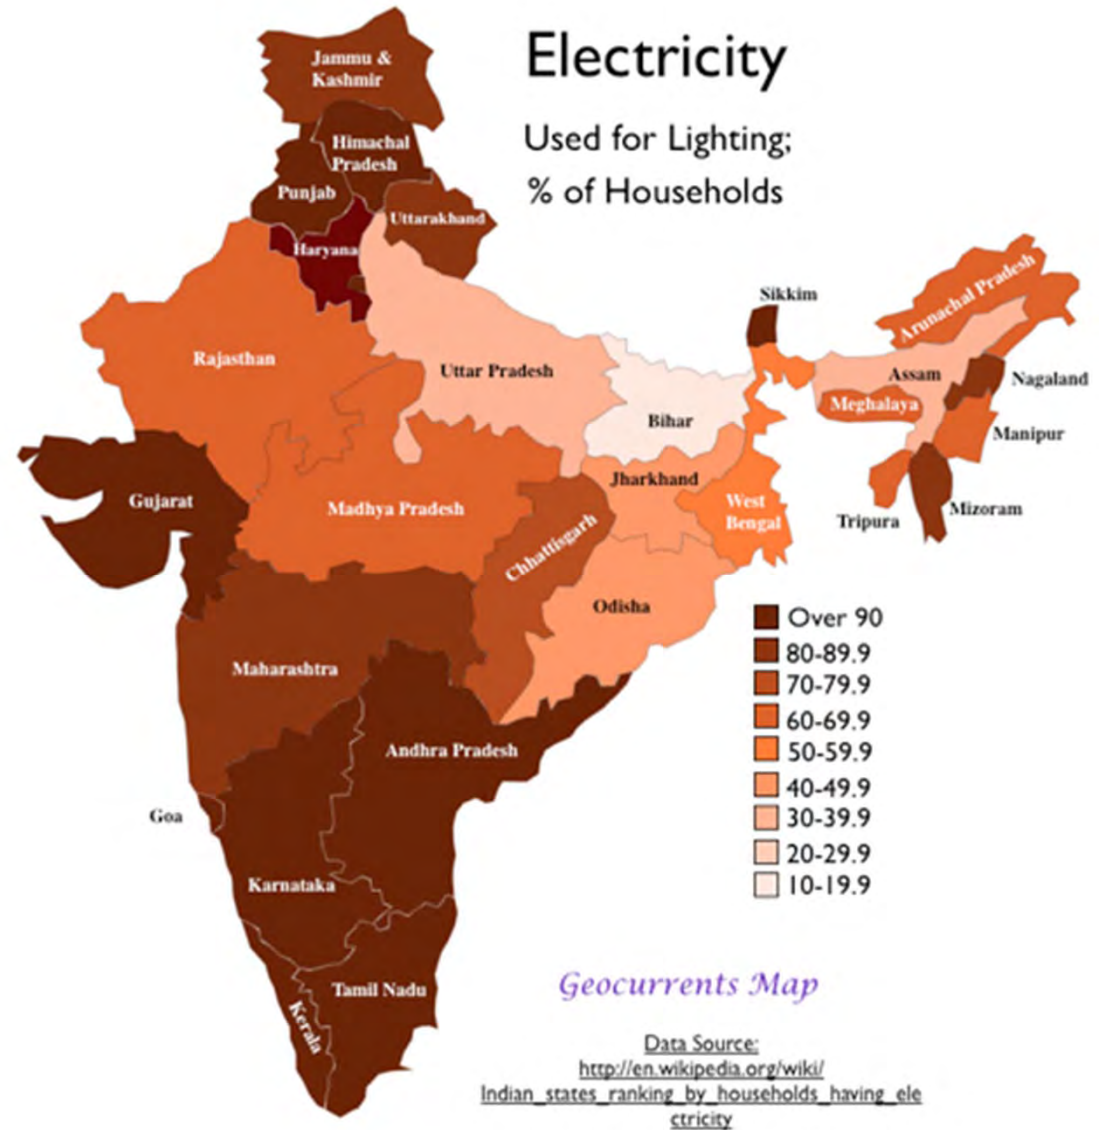 Electricity
Used for Lighting;
% of Households
Jammu &
Kashmir
Himachal
Pradesh
Punjab
Uttarakhand
Haryana
Rajasthan
Uttar Pradesh
Bihar
Sikkim
Arunachal Pradesh
Assam
Nagaland
Meghalaya
Manipur
Mizoram
Tripura
Gujarat
Madhya Pradesh
Jharkhand
West
Bengal
Chhattisgarh
Odisha
Maharashtra
Andhra Pradesh
Goa
Karnataka
Tamil Nadu
Kerala
Over 90
80-89.9
70-79.9
60-69.9
50-59.9
40-49.9
30-39.9
20-29.9
10-19.9
Geocurrents Map
Data Source:
http://en.wikipedia.org/wiki/
Indian_states_ranking_by_households_having_ele
ctricity